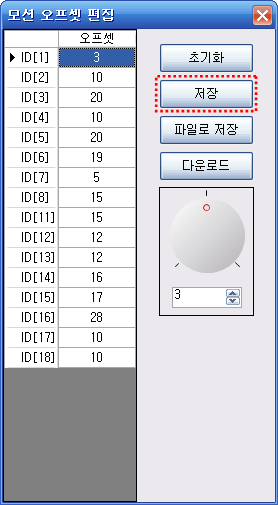 모션 오프셋 편집
오프셋
ID[1] 3
ID[2] 10
ID[3] 20
ID[4] 10
ID[5] 20
ID[6] 19
ID[7] 5
ID[8] 15
ID[11] 15
ID[12] 12
ID[13] 12
ID[14] 16
ID[15] 17
ID[16] 28
ID[17] 10
ID[18] 10
초기화
저장
파일로 저장
다운로드
3